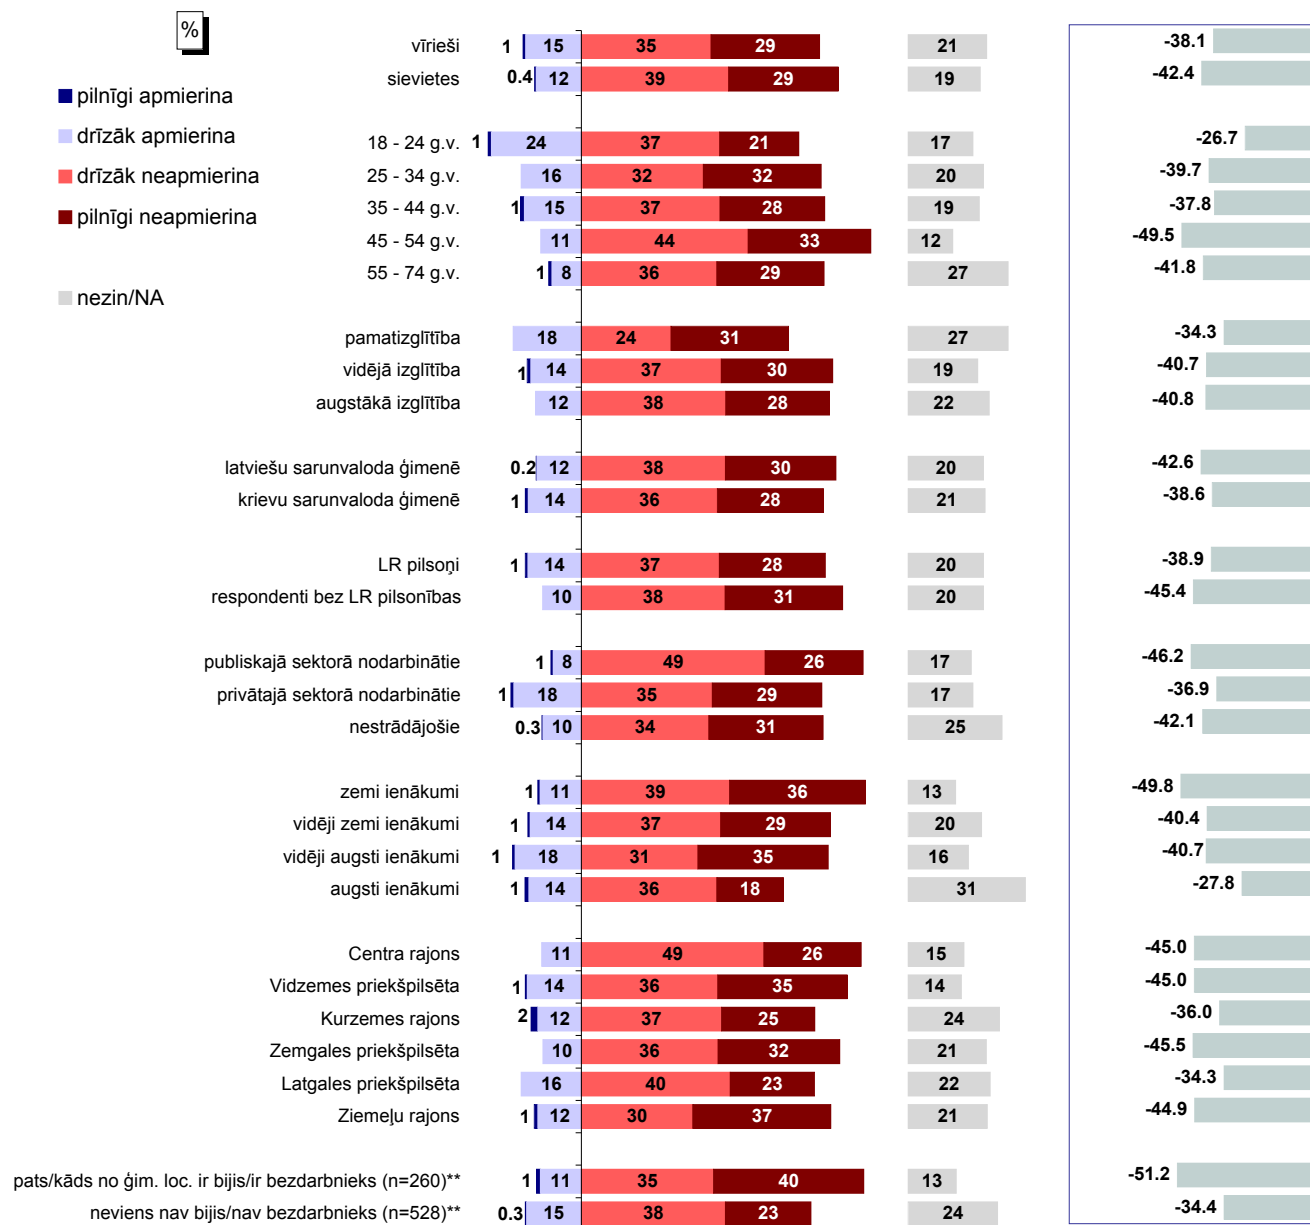 %
pilnīgi apmierina
drīzāk apmierina
drīzāk neapmierina
pilnīgi neapmierina
nezin/NA
vīrieši 1 15 35 29 21 -38.1
sievietes 0.4 12 39 29 19 -42.4
18 - 24 g.v. 1 24 37 21 17 -26.7
25 - 34 g.v. 16 32 32 20 -39.7
35 - 44 g.v. 1 15 37 28 19 -37.8
45 - 54 g.v. 11 44 33 12 -49.5
55 - 74 g.v. 1 8 36 29 27 -41.8
pamatizglītība 18 24 31 27 -34.3
vidējā izglītība 1 14 37 30 19 -40.7
augstākā izglītība 12 38 28 22 -40.8
latviešu sarunvaloda ģimenē 0.2 12 38 30 20 -42.6
krievu sarunvaloda ģimenē 1 14 36 28 21 -38.6
LR pilsoņi 1 14 37 28 20 -38.9
respondenti bez LR pilsonības 10 38 31 20 -45.4
publiskajā sektorā nodarbinātie 1 8 49 26 17 -46.2
privātajā sektorā nodarbinātie 1 18 35 29 17 -36.9
nestrādājošie 0.3 10 34 31 25 -42.1
zemi ienākumi 1 11 39 36 13 -49.8
vidēji zemi ienākumi 1 14 37 29 20 -40.4
vidēji augsti ienākumi 1 18 31 35 16 -40.7
augsti ienākumi 1 14 36 18 31 -27.8
Centra rajons 11 49 26 15 -45.0
Vidzemes priekšpilsēta 1 14 36 35 14 -45.0
Kurzemes rajons 2 12 37 25 24 -36.0
Zemgales priekšpilsēta 10 36 32 21 -45.5
Latgales priekšpilsēta 16 40 23 22 -34.3
Ziemeļu rajons 1 12 30 37 21 -44.9
pats/kāds no ģim. loc. ir bijis/ir bezdarbnieks (n=260)** 1 11 35 40 13 -51.2
neviens nav bijis/nav bezdarbnieks (n=528)** 0.3 15 38 23 24 -34.4